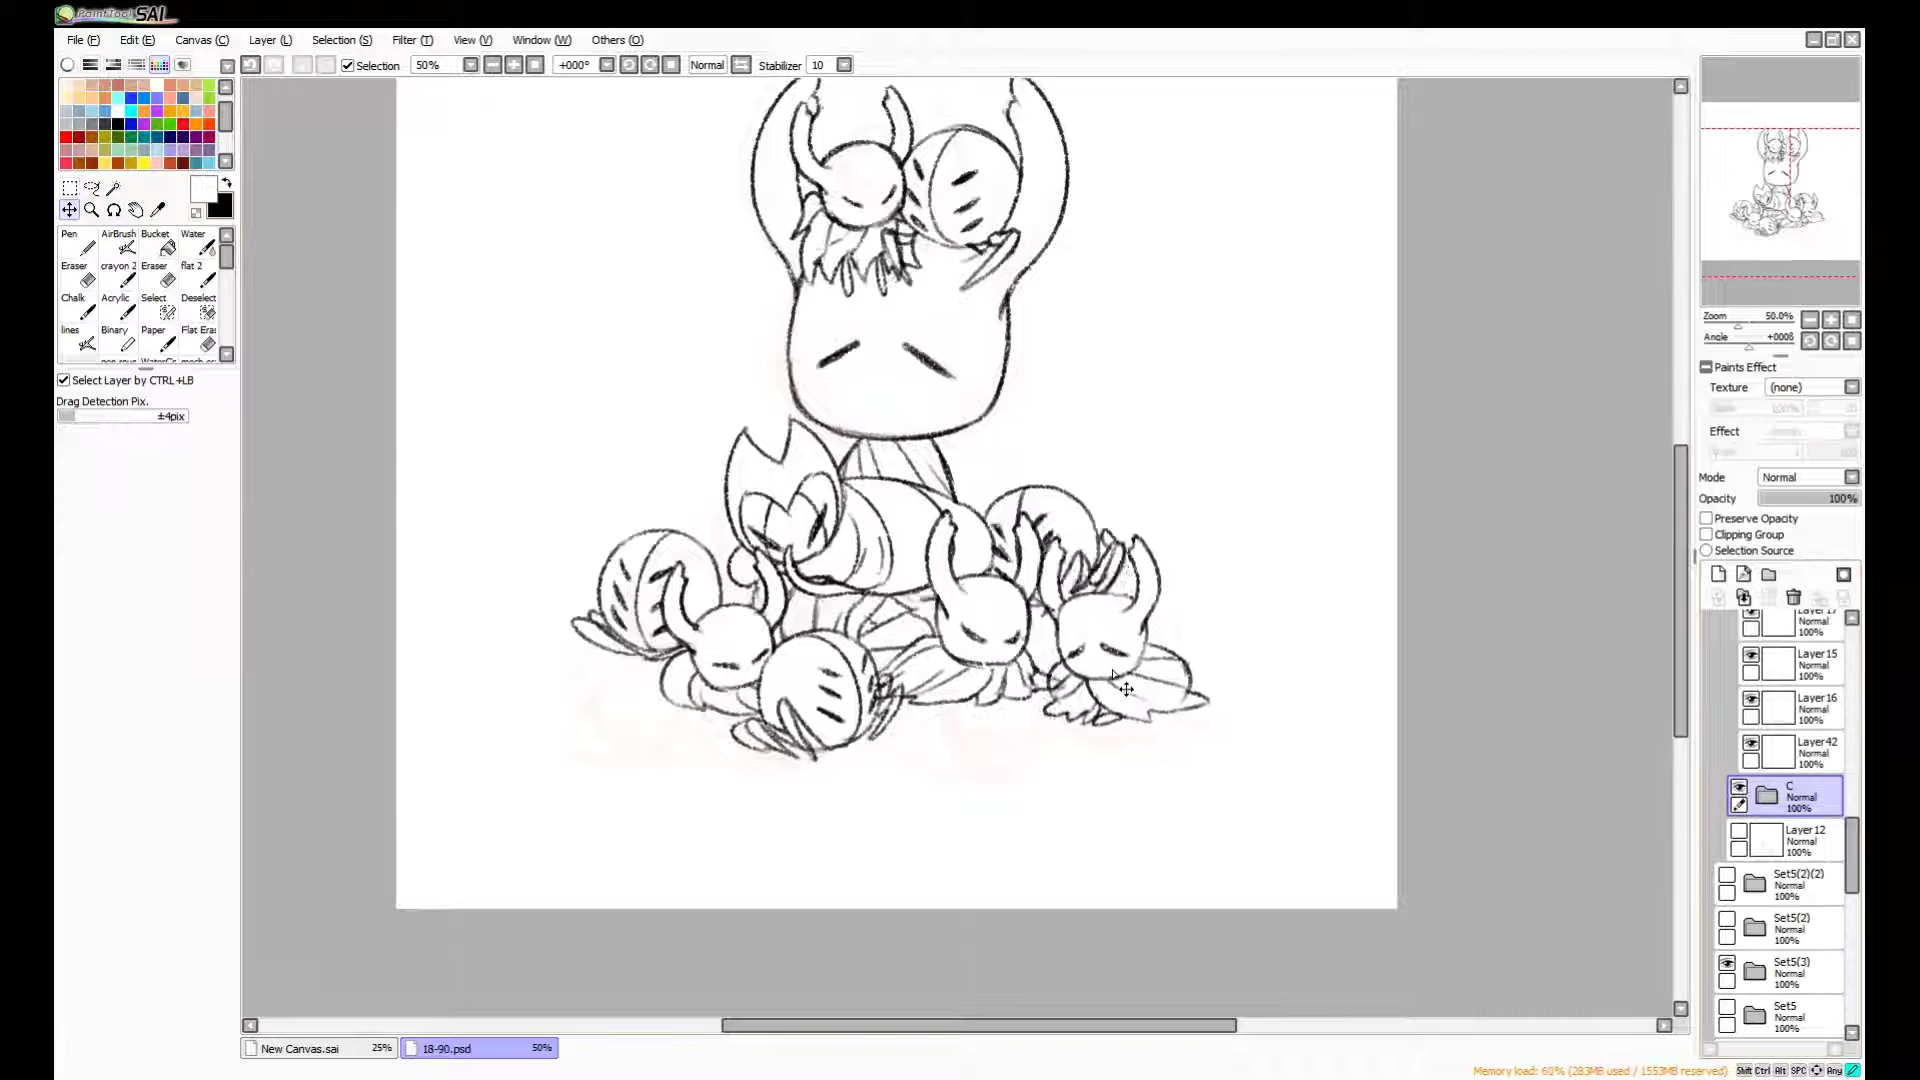 PaintTool SAI
File (F) Edit (E) Canvas (C) Layer (L) Selection (S) Filter (T) View (V) Window (W) Others (O)
Selection 50% +000° Normal Stabilizer 10
Pen AirBrush Bucket Water
Eraser crayon 2 Eraser flat 2
Chalk Acrylic Select Deselect
lines Binary Paper Flat Era
Select Layer by CTRL+LB
Drag Detection Pix.
±4pix
Zoom 50.0%
Angle +000°
Paints Effect
Texture (none)
Effect
Mode Normal
Opacity 100%
Preserve Opacity
Clipping Group
Selection Source
Normal
100%
Layer15
Normal
100%
Layer16
Normal
100%
Layer42
Normal
100%
C
Normal
100%
Layer12
Normal
100%
Set5(2)(2)
Normal
100%
Set5(2)
Normal
100%
Set5(3)
Normal
100%
Set5
Normal
100%
New Canvas.sai 25% 18-90.psd 50%
Memory load: 60% (283MB used / 1553MB reserved) Shft Ctrl Alt SPC Any